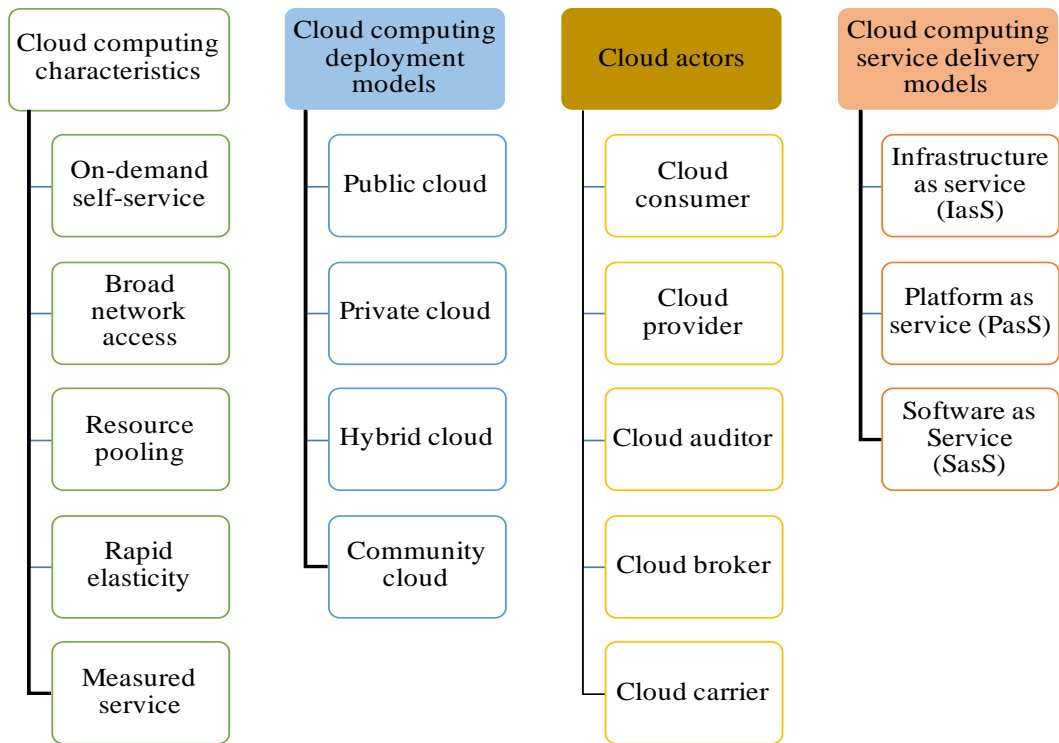 Cloud computing
characteristics
On-demand
self-service
Broad
network
access
Resource
pooling
Rapid
elasticity
Measured
service
Cloud computing
deployment
models
Public cloud
Private cloud
Hybrid cloud
Community
cloud
Cloud actors
Cloud
consumer
Cloud
provider
Cloud auditor
Cloud broker
Cloud carrier
Cloud computing
service delivery
models
Infrastructure
as service
(IasS)
Platform as
service (PasS)
Software as
Service
(SasS)